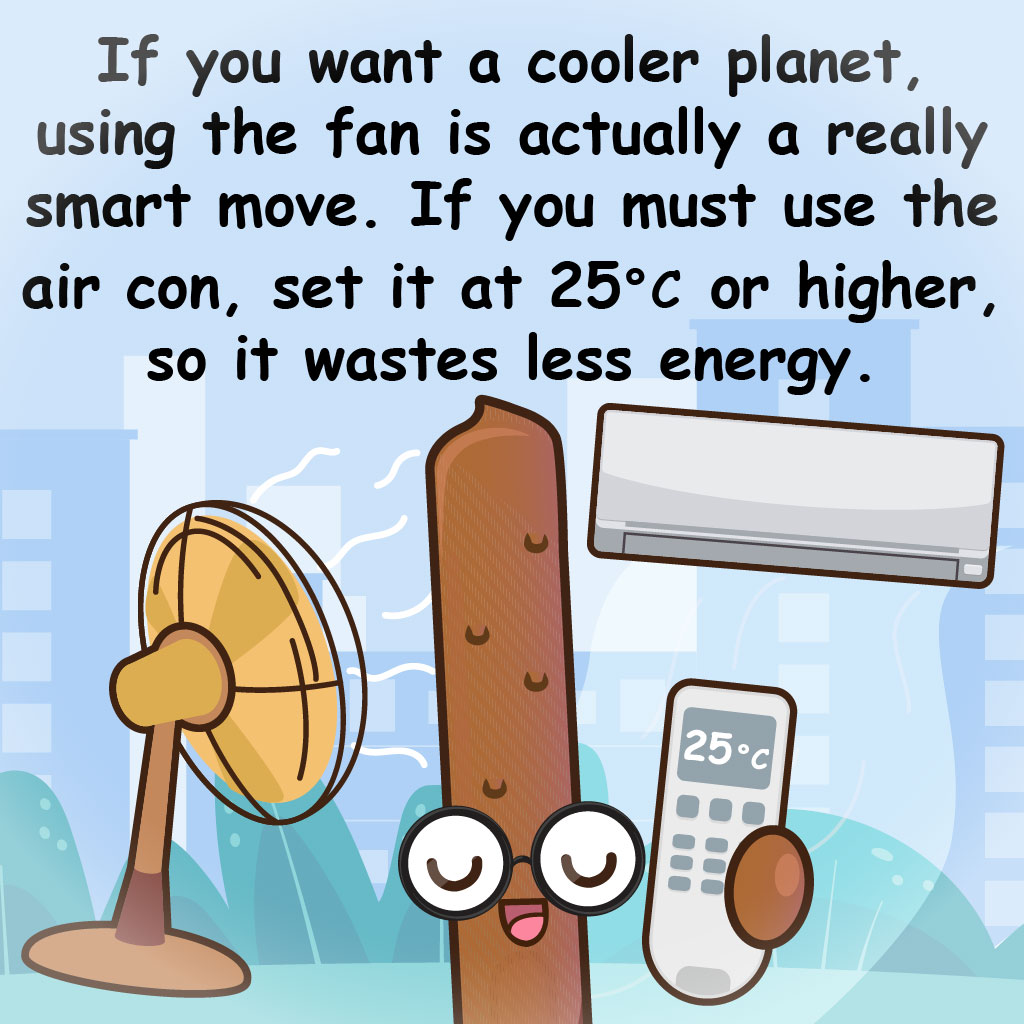 If you want a cooler planet,
using the fan is actually a really
smart move. If you must use the
air con, set it at 25°C or higher,
so it wastes less energy.
25°C